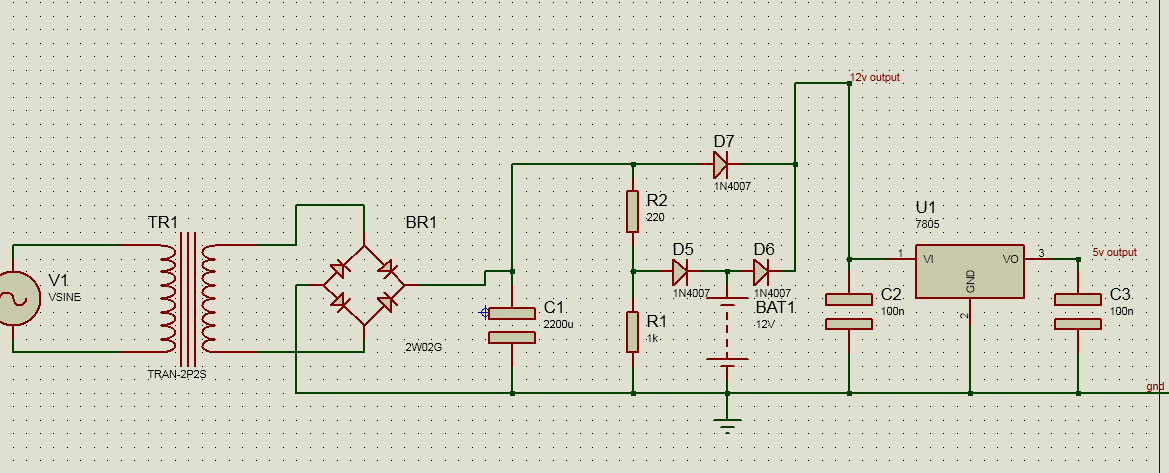 12v output
D7
1N4007
R2
220
U1
7805
TR1
BR1
D5
D6
1
VI
VO
3
5v output
GND
V1
VSINE
1N4007
1N4007
C1
2200u
BAT1
12V
C2
100n
C3
100n
R1
1k
2
2W02G
TRAN-2P2S
gnd